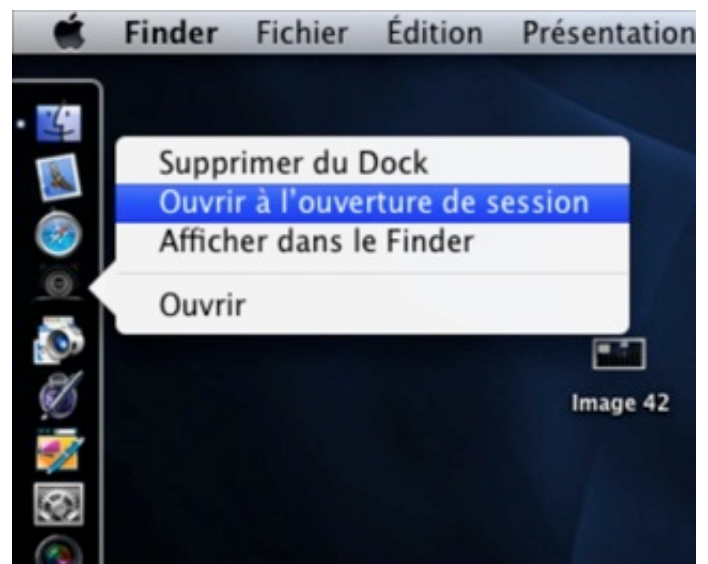 Finder Fichier Édition Présentation
Supprimer du Dock
Ouvrir à l'ouverture de session
Afficher dans le Finder
Ouvrir
Image 42